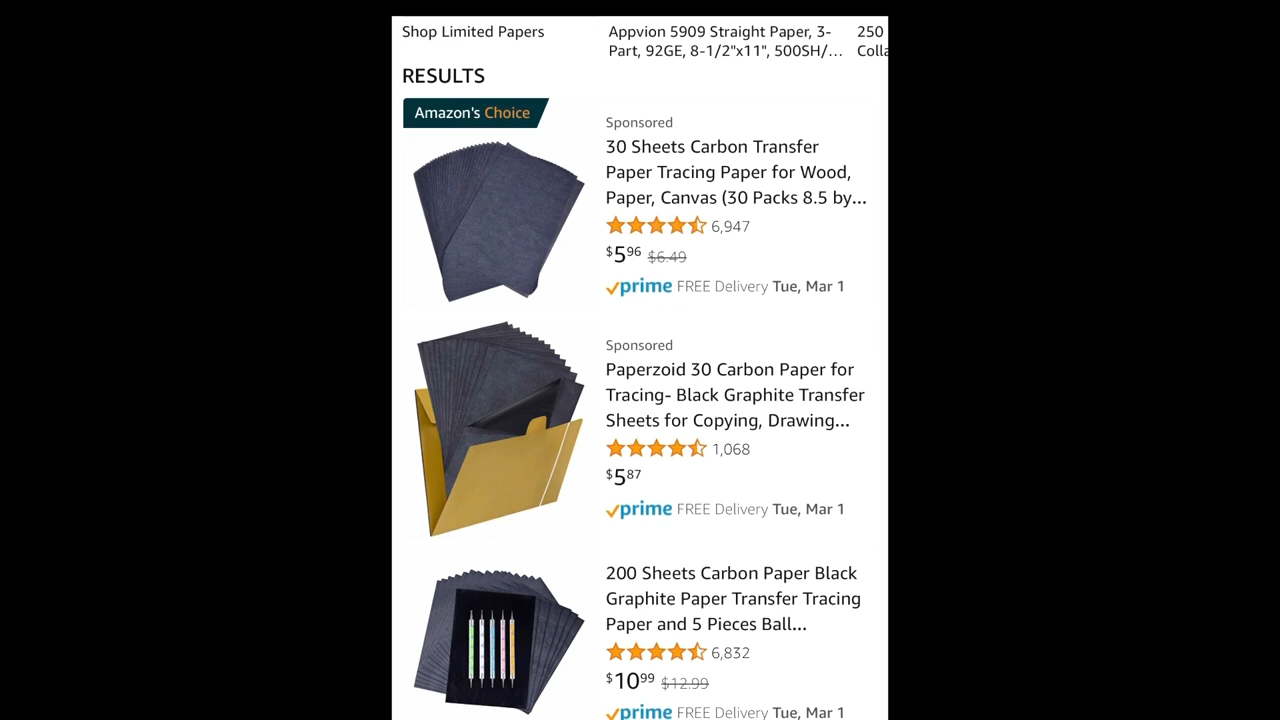 Shop Limited Papers
Appvion 5909 Straight Paper, 3-
Part, 92GE, 8-1/2"x11", 500SH/...
250
Colla
RESULTS
Amazon's Choice
Sponsored
30 Sheets Carbon Transfer
Paper Tracing Paper for Wood,
Paper, Canvas (30 Packs 8.5 by...
6,947
$5.96 $6.49
prime FREE Delivery Tue, Mar 1
Sponsored
Paperzoid 30 Carbon Paper for
Tracing- Black Graphite Transfer
Sheets for Copying, Drawing...
1,068
$5.87
prime FREE Delivery Tue, Mar 1
200 Sheets Carbon Paper Black
Graphite Paper Transfer Tracing
Paper and 5 Pieces Ball...
6,832
$10.99 $12.99
prime FREE Delivery Tue, Mar 1